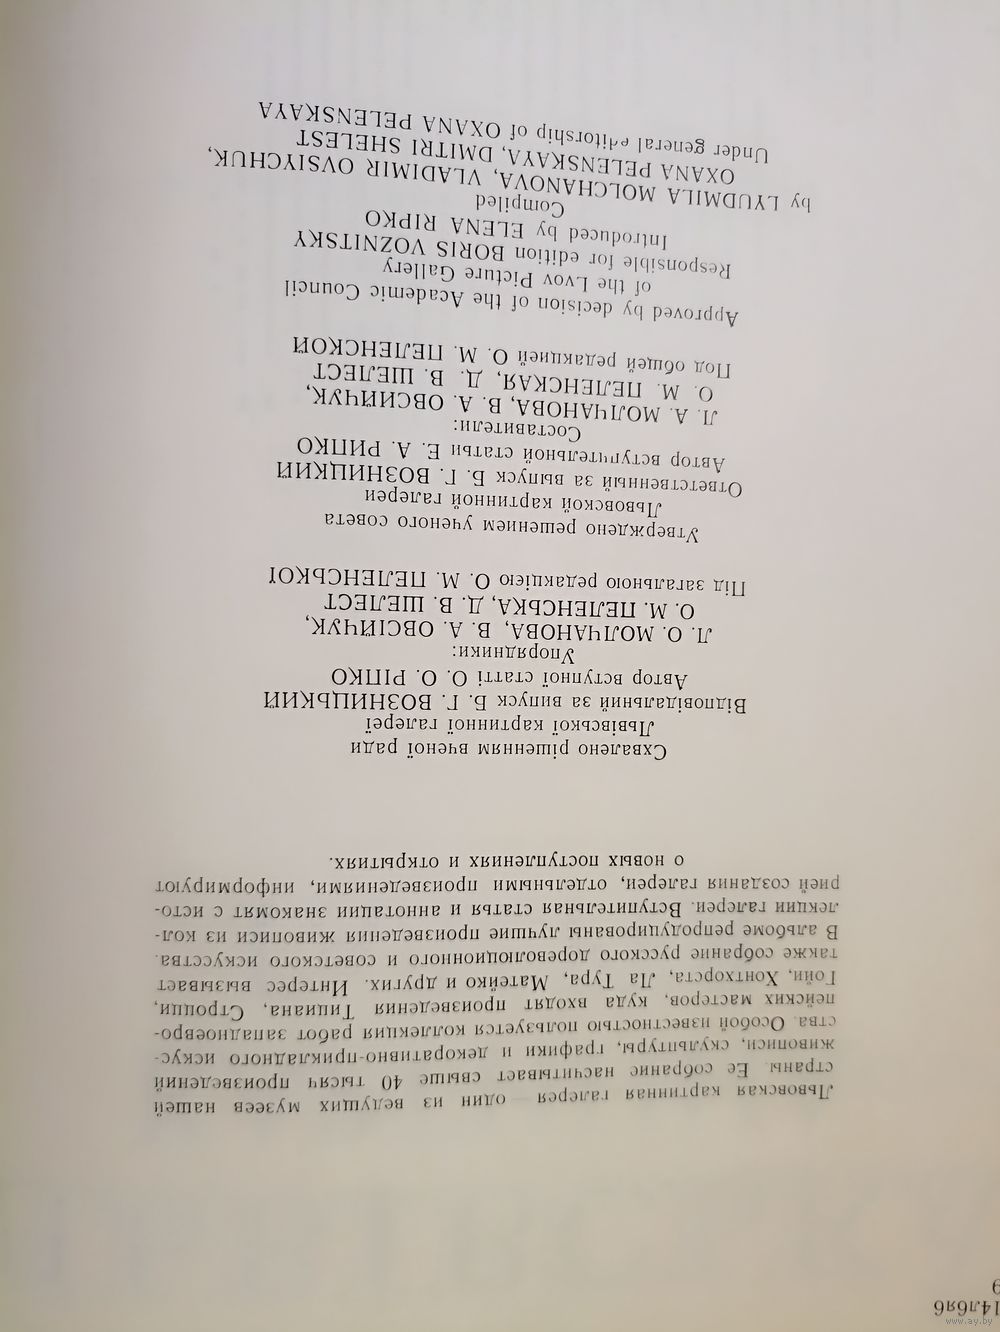 14лбяб
9
Львовская картинная галерея один из ведущих музеев нашей
страны Ее собрание насчитывает свыше 40 тысяч произведений
живописи, скульптуры, графики и декоративно-прикладного искус-
ства. Особой известностью пользуется коллекция работ западноевро-
пейских мастеров, куда входят произведения Тициана, Строцци,
Гойи, Хонтхорста, Ла Тура, Матейко и других. Интерес вызывает
также собрание русского дореволюционного и советского искусства.
В альбоме репродуцированы лучшие произведения живописи из кол-
лекции галереи. Вступительная статья и аннотации знакомят с исто-
рией создания галереи, отдельными произведениями, информируют
о новых поступлениях и открытиях.
Схвалено рішенням вченої ради
Львівської картинної галереї
Відповідальний за випуск Б. Г. ВОЗНИЦЬКИЙ
Автор вступної статті О. О. РІПКО
Упорядники:
Л. О. МОЛЧАНОВА, В. А. ОВСІЙЧУК,
О. М. ПЕЛЕНСЬКА, Д. В. ШЕЛЕСТ
Під загальною редакцією О. М. ПЕЛЕНСЬКОЇ
Утверждено решением ученого совета
Львовской картинной галереи
Ответственный за выпуск Б. Г. ВОЗНИЦКИЙ
Автор вступительной статьи Е. А. РИПКО
Составители:
Л. А. МОЛЧАНОВА, В. А. ОВСИЙЧУК,
О. М. ПЕЛЕНСКАЯ, Д. В. ШЕЛЕСТ
Под общей редакцией О. М. ПЕЛЕНСКОЙ
Approved by decision of the Academic Council
of the Lvov Picture Gallery
Responsible for edition BORIS VOZNITSKY
Introduced by ELENA RIPKO
Compiled
by LYUDMILA MOLCHANOVA, VLADIMIR OVSIYCHUK,
OXANA PELENSKAYA, DMITRI SHELEST
Under general editorship of OXANA PELENSKAYA
www.ay.by